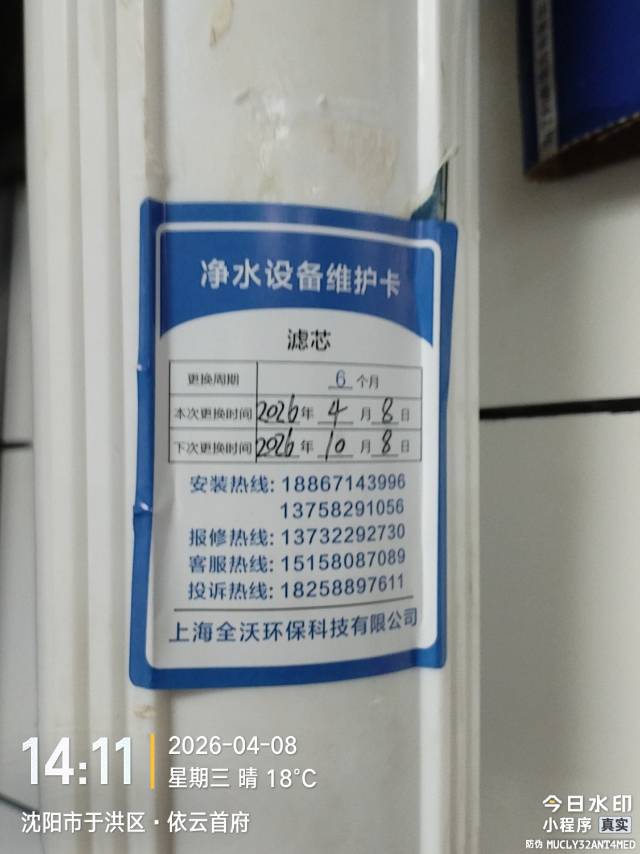 净水设备维护卡
滤芯
更换周期 6 个月
本次更换时间 2026 年 4 月 8 日
下次更换时间 2026 年 10 月 8 日
安装热线: 18867143996
13758291056
报修热线: 13732292730
客服热线: 15158087089
投诉热线: 18258897611
上海全沃环保科技有限公司
14:11
2026-04-08
星期三 晴 18℃
沈阳市于洪区·依云首府
今日水印
小程序 真实
防伪 MUCLY32ANT4MED